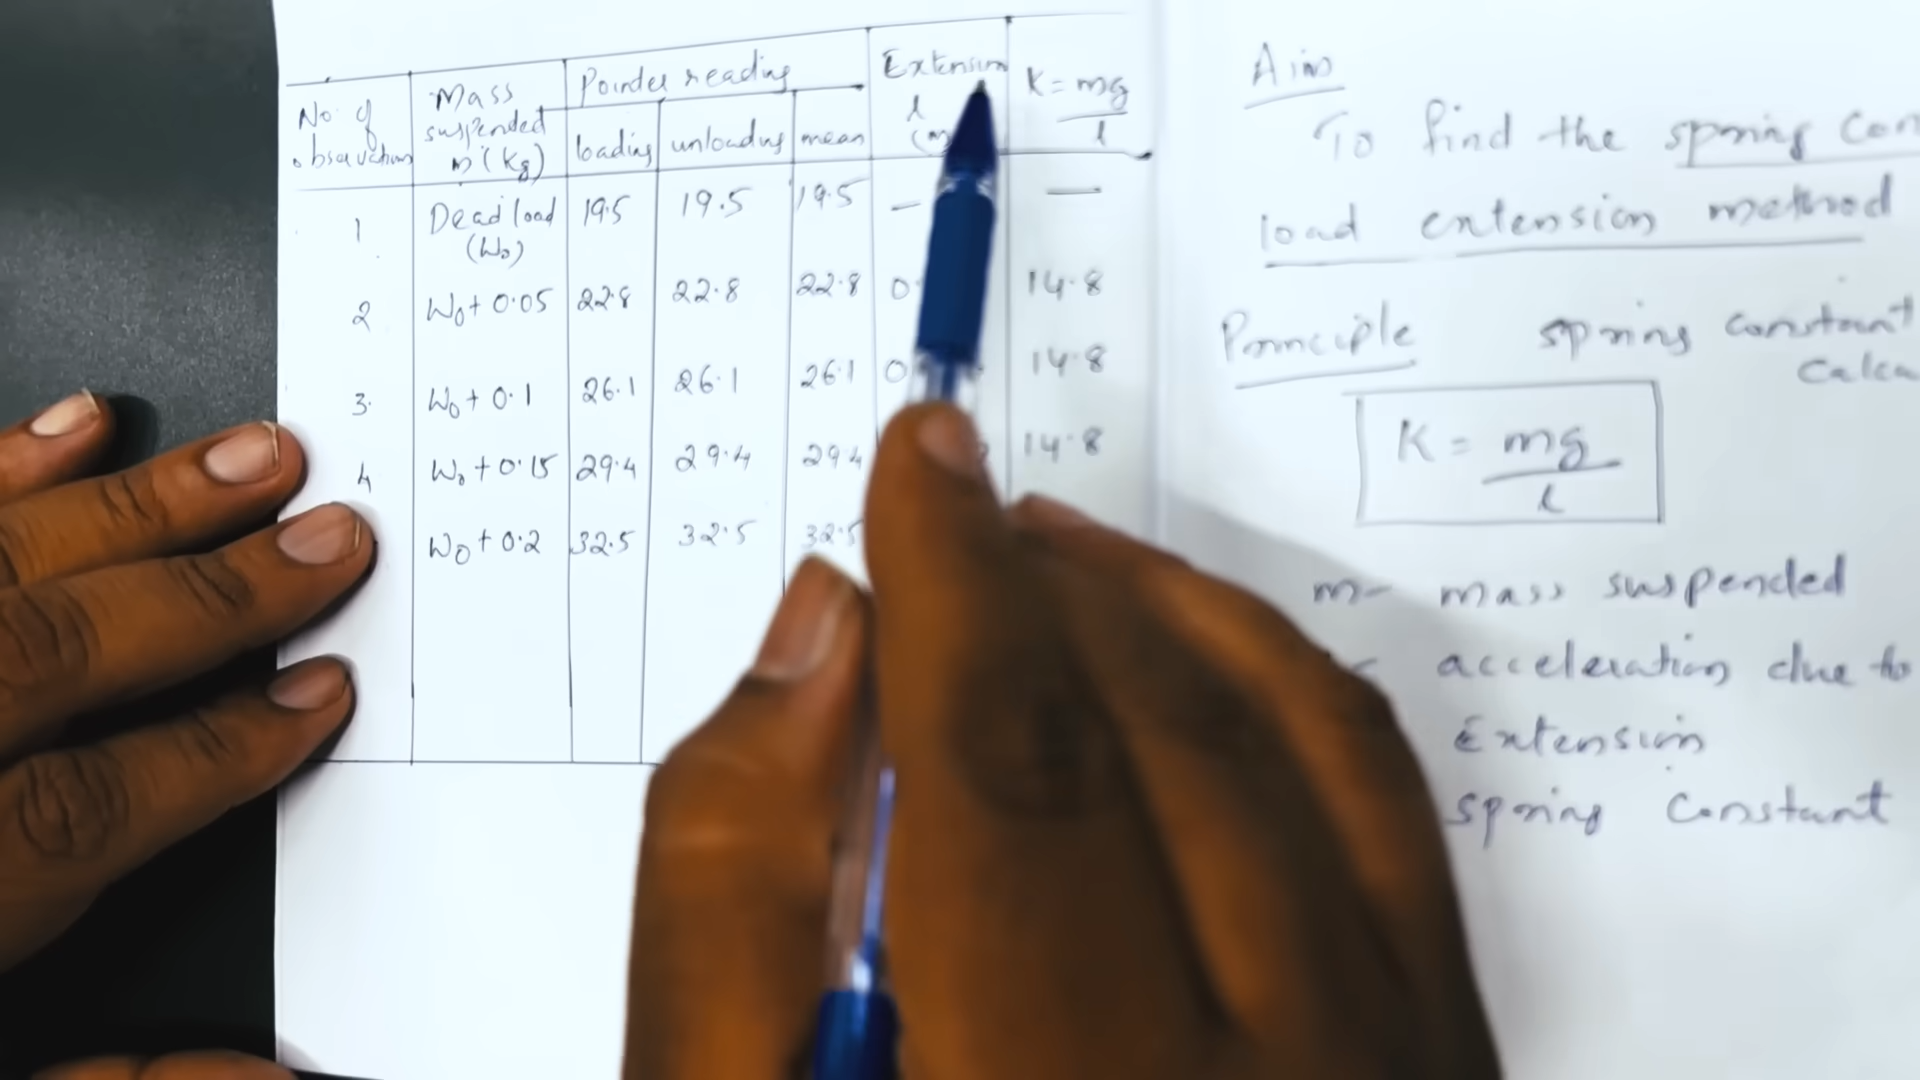 No. of observations
Mass suspended m (Kg)
Pointer reading
loading unloading mean
Extension l
K = mg / l
1 Dead load (W0) 19.5 19.5 19.5 — —
2 W0 + 0.05 22.8 22.8 22.8 14.8
3. W0 + 0.1 26.1 26.1 26.1 14.8
4 W0 + 0.15 29.4 29.4 29.4 14.8
W0 + 0.2 32.5 32.5 32.5
Aim
To find the spring
load extension method
Principle spring constant
K = mg / l
m - mass suspended
acceleration due to
Extension
spring constant